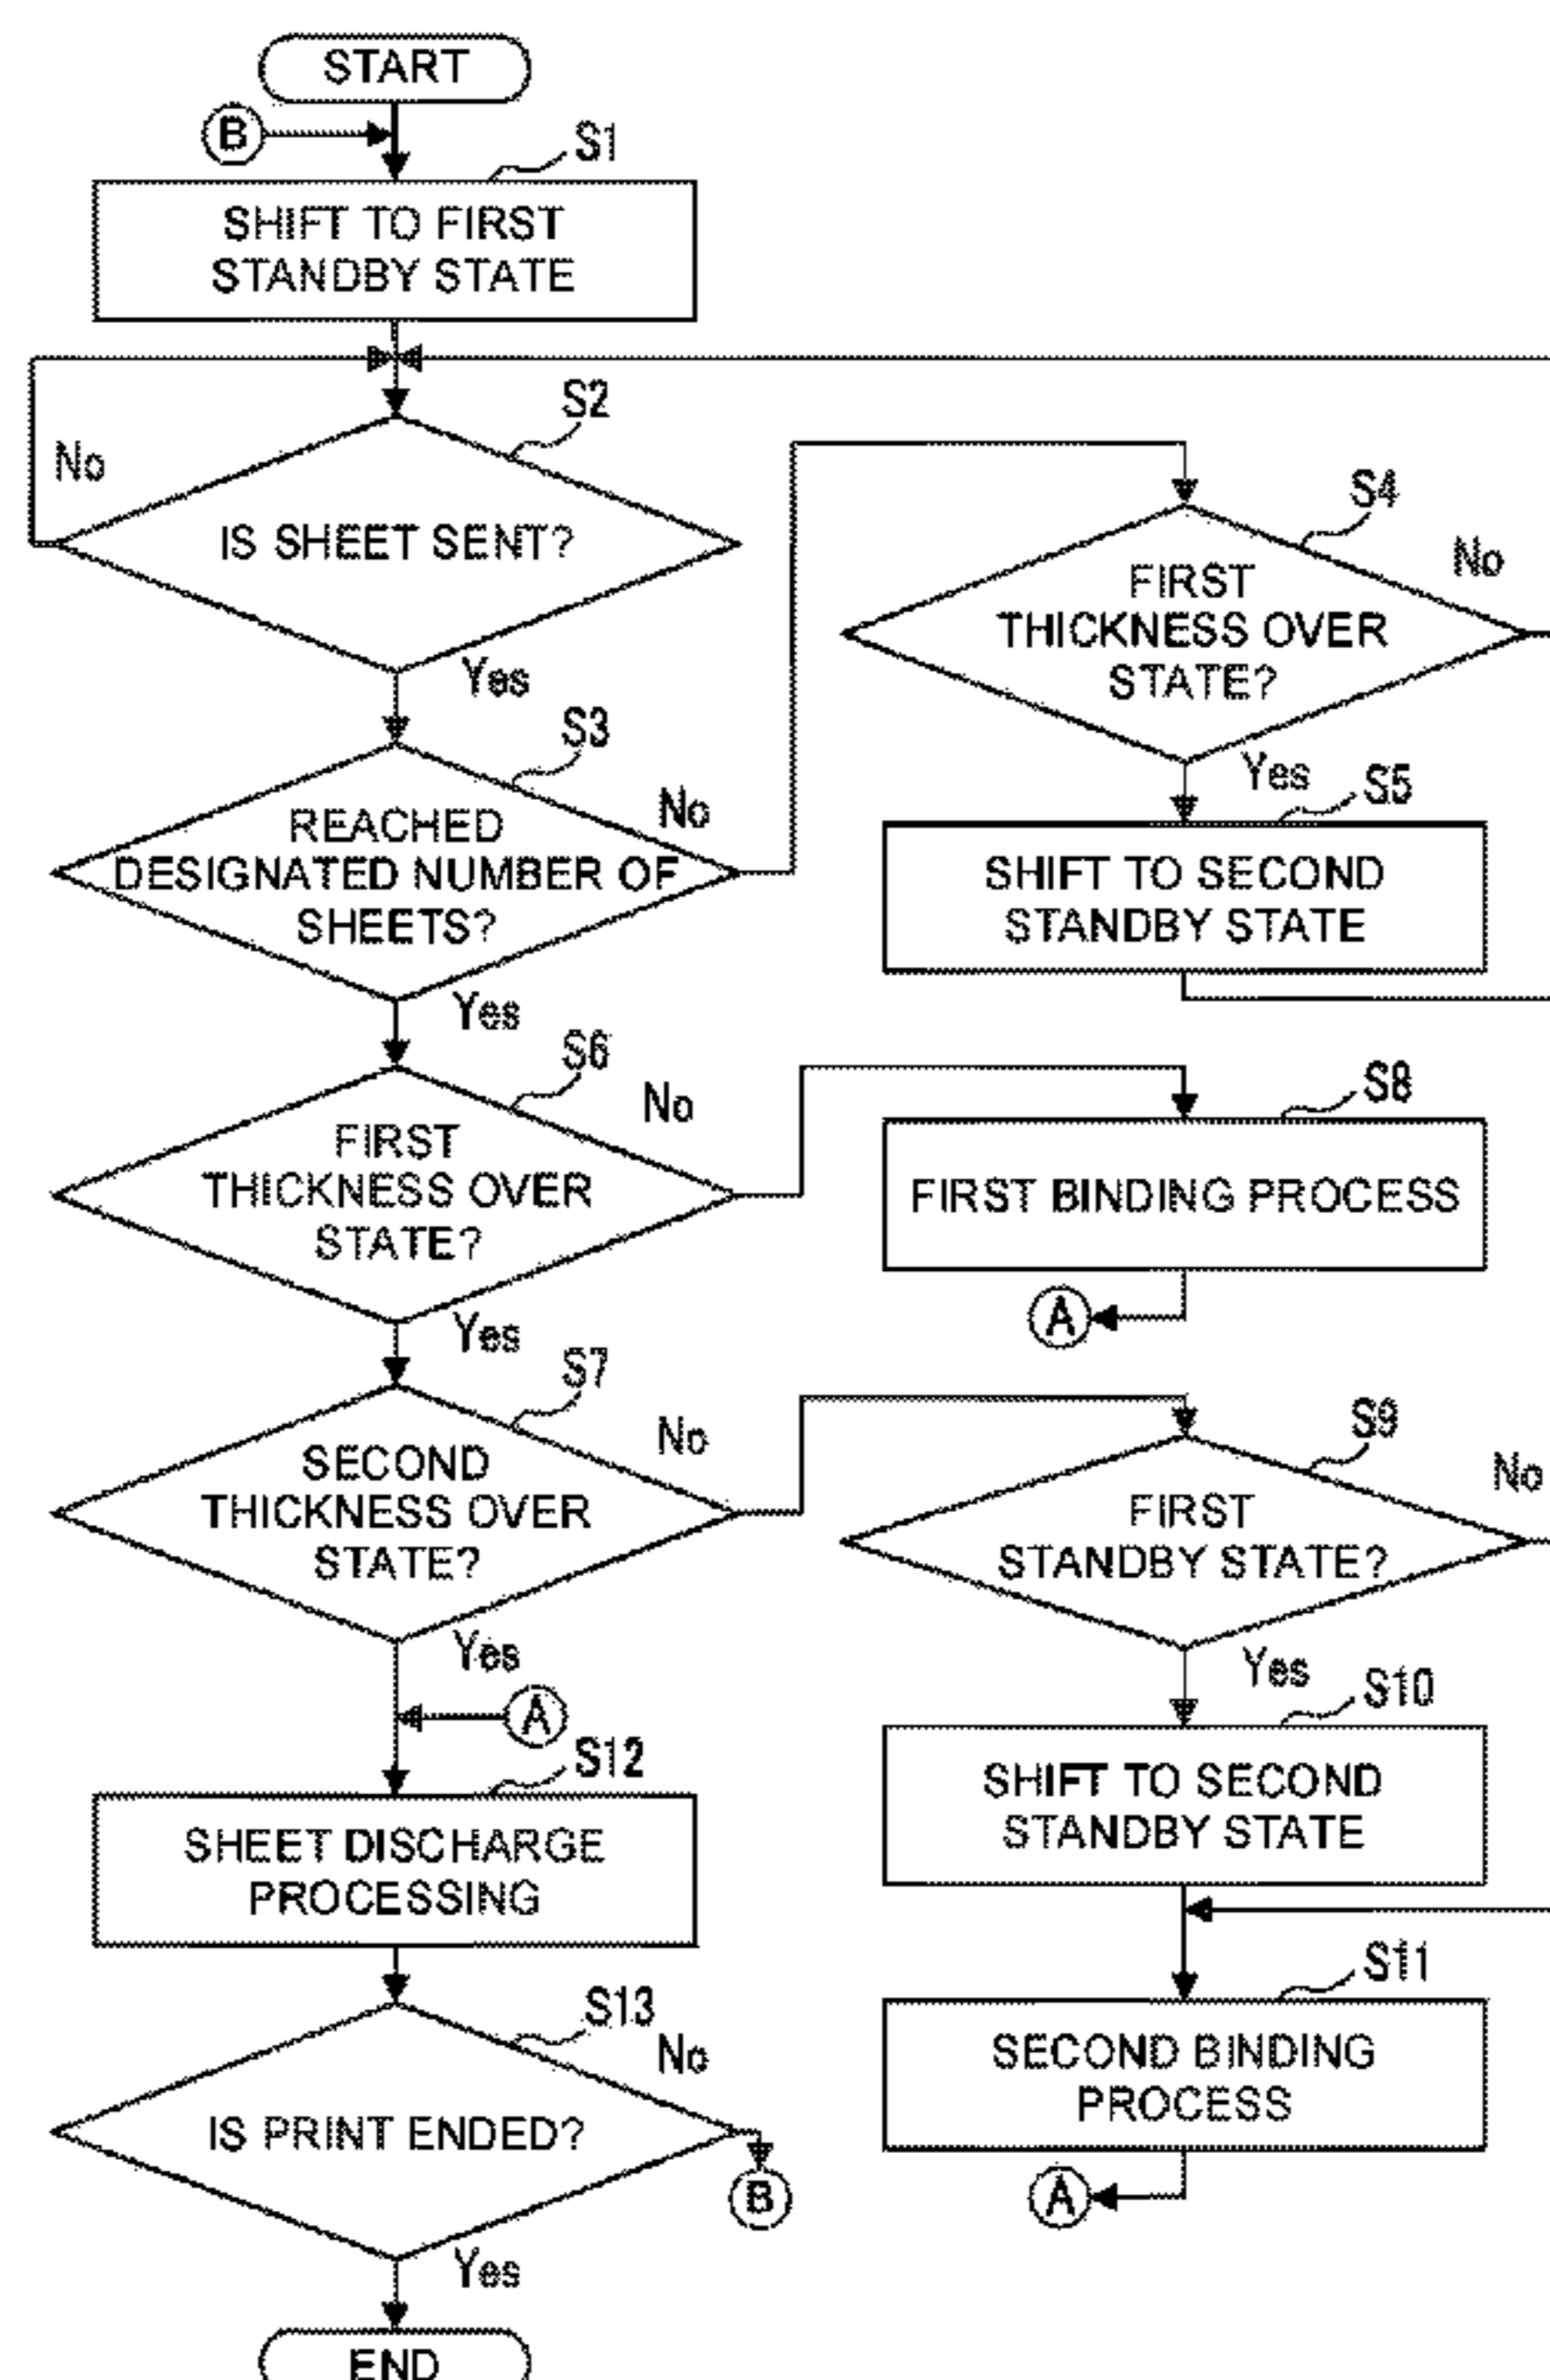 START
B
S1
SHIFT TO FIRST
STANDBY STATE
S2
No
IS SHEET SENT?
Yes
S3
REACHED
DESIGNATED NUMBER OF
SHEETS?
No
Yes
S4
FIRST
THICKNESS OVER
STATE?
No
Yes
S5
SHIFT TO SECOND
STANDBY STATE
S6
FIRST
THICKNESS OVER
STATE?
No
Yes
S8
FIRST BINDING PROCESS
A
S7
SECOND
THICKNESS OVER
STATE?
No
Yes
S9
FIRST
STANDBY STATE?
No
Yes
S10
SHIFT TO SECOND
STANDBY STATE
S11
SECOND BINDING
PROCESS
A
A
S12
SHEET DISCHARGE
PROCESSING
S13
IS PRINT ENDED?
No
B
Yes
END